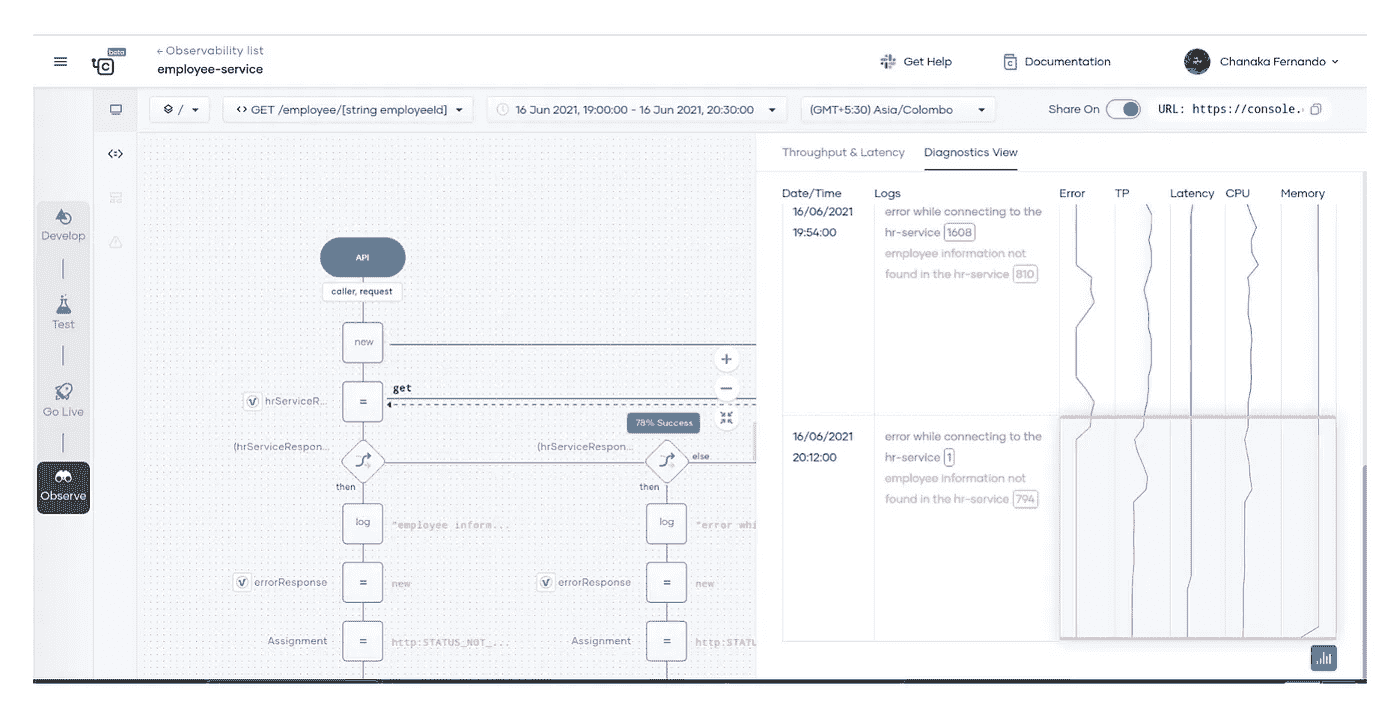 beta
← Observability list
employee-service
Get Help
Documentation
Chanaka Fernando
/
<> GET /employee/[string employeeId]
16 Jun 2021, 19:00:00 - 16 Jun 2021, 20:30:00
(GMT+5:30) Asia/Colombo
Share On
URL: https://console.
Develop
Test
Go Live
Observe
API
caller, request
new
get
hrServiceR...
=
78% Success
(hrServiceRespon...
(hrServiceRespon...
else
then
then
log
"employee inform...
log
"error whi
errorResponse
=
new
errorResponse
=
new
Assignment
=
http:STATUS_NOT_...
Assignment
=
http:STATU
Throughput & Latency
Diagnostics View
Date/Time
Logs
Error
TP
Latency
CPU
Memory
16/06/2021
19:54:00
error while connecting to the
hr-service 1608
employee information not
found in the hr-service 810
16/06/2021
20:12:00
error while connecting to the
hr-service 1
employee information not
found in the hr-service 794